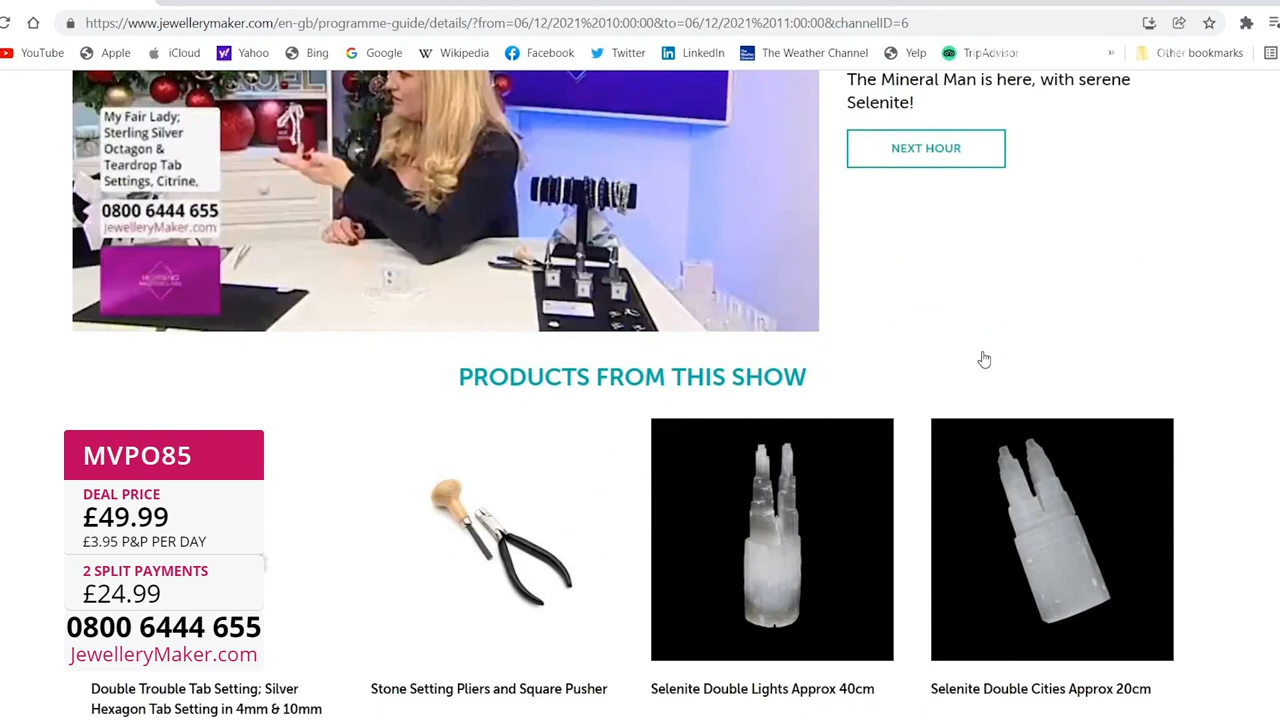 https://www.jewellerymaker.com/en-gb/programme-guide/details/?from=06/12/2021%2010:00:00&to=06/12/2021%2011:00:00&channelID=6
YouTube Apple iCloud Yahoo Bing Google Wikipedia Facebook Twitter LinkedIn The Weather Channel Yelp TripAdvisor » Other bookmarks
The Mineral Man is here, with serene
Selenite!
NEXT HOUR
My Fair Lady;
Sterling Silver
Octagon &
Teardrop Tab
Settings, Citrine,
0800 6444 655
JewelleryMaker.com
PRODUCTS FROM THIS SHOW
MVPO85
DEAL PRICE
£49.99
£3.95 P&P PER DAY
2 SPLIT PAYMENTS
£24.99
0800 6444 655
JewelleryMaker.com
Double Trouble Tab Setting; Silver
Hexagon Tab Setting in 4mm & 10mm
Stone Setting Pliers and Square Pusher
Selenite Double Lights Approx 40cm
Selenite Double Cities Approx 20cm